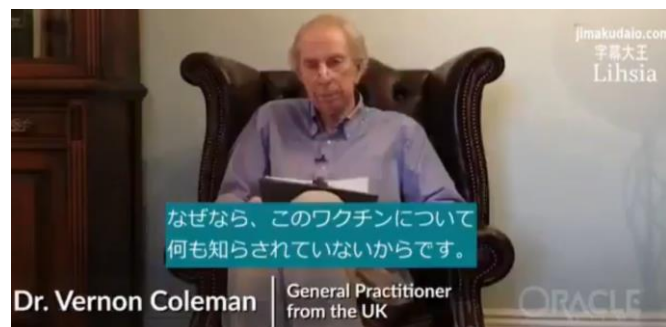 jimakudaio.com
字幕大王
Lihsia
なぜなら、このワクチンについて
何も知らされていないからです。
Dr. Vernon Coleman
General Practitioner
from the UK
ORACLE